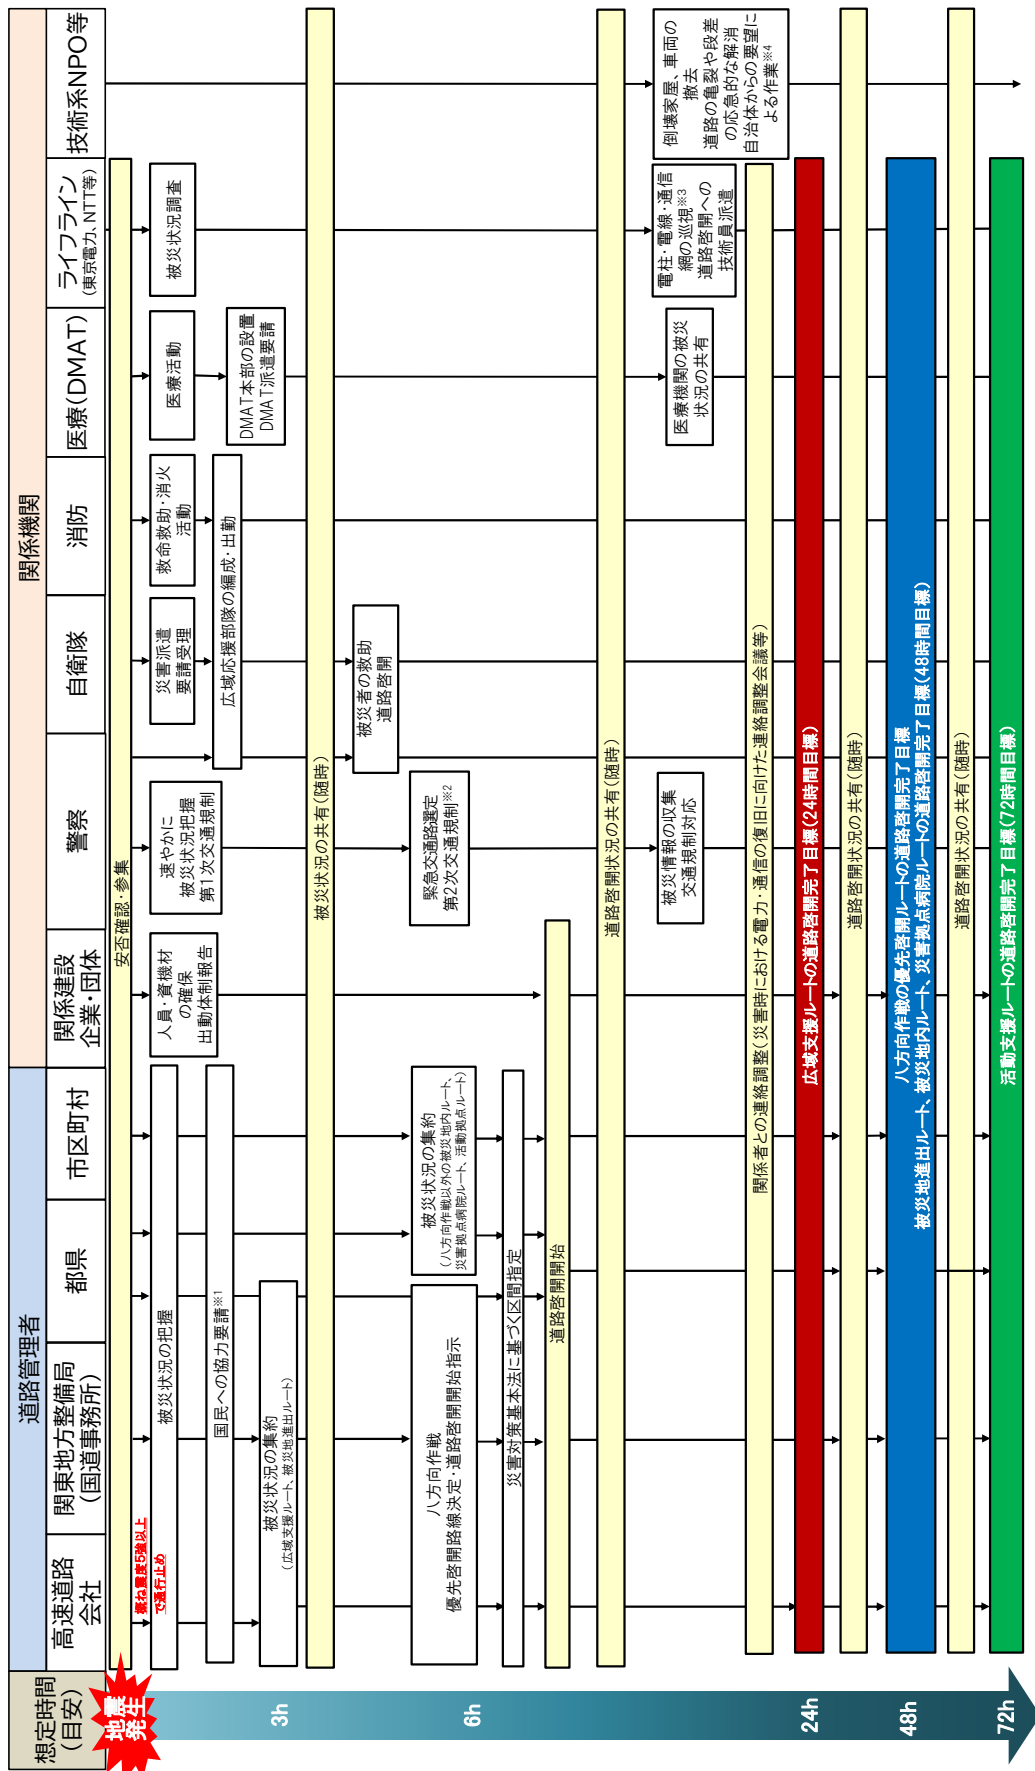 想定時間
（目安）
道路管理者
関係機関
高速道路
会社
関東地方整備局
（国道事務所）
都県
市区町村
関係建設
企業・団体
警察
自衛隊
消防
医療（DMAT）
ライフライン
（東京電力、NTT等）
技術系NPO等
地震
発生
安否確認・参集
概ね震度5強以上
で通行止め
被災状況の把握
人員・資機材
の確保
出動体制報告
速やかに
被災状況把握
第1次交通規制
災害派遣
要請受理
救命救助・消火
活動
医療活動
被災状況調査
国民への協力要請※1
広域応援部隊の編成・出動
DMAT本部の設置
DMAT派遣要請
3h
被災状況の集約
（広域支援ルート、被災地進出ルート）
被災状況の共有（随時）
被災者の救助
道路啓開
6h
八方向作戦
優先啓開路線決定・道路啓開開始指示
被災状況の集約
（八方向作戦以外の被災地内ルート、
災害拠点病院ルート、活動拠点ルート）
緊急交通路選定
第2次交通規制※2
災害対策基本法に基づく区間指定
道路啓開開始
道路啓開状況の共有（随時）
被災情報の収集
交通規制対応
医療機関の被災
状況の共有
電柱・電線・通信
網の巡視※3
道路啓開への
技術員派遣
倒壊家屋、車両の
撤去
道路の亀裂や段差
の応急的な解消
自治体からの要望に
よる作業※4
関係者との連絡調整（災害時における電力・通信の復旧に向けた連絡調整会議等）
24h
広域支援ルートの道路啓開完了目標（24時間目標）
道路啓開状況の共有（随時）
48h
八方向作戦の優先啓開ルートの道路啓開完了目標
被災地進出ルート、被災地内ルート、災害拠点病院ルートの道路啓開完了目標（48時間目標）
道路啓開状況の共有（随時）
72h
活動支援ルートの道路啓開完了目標（72時間目標）